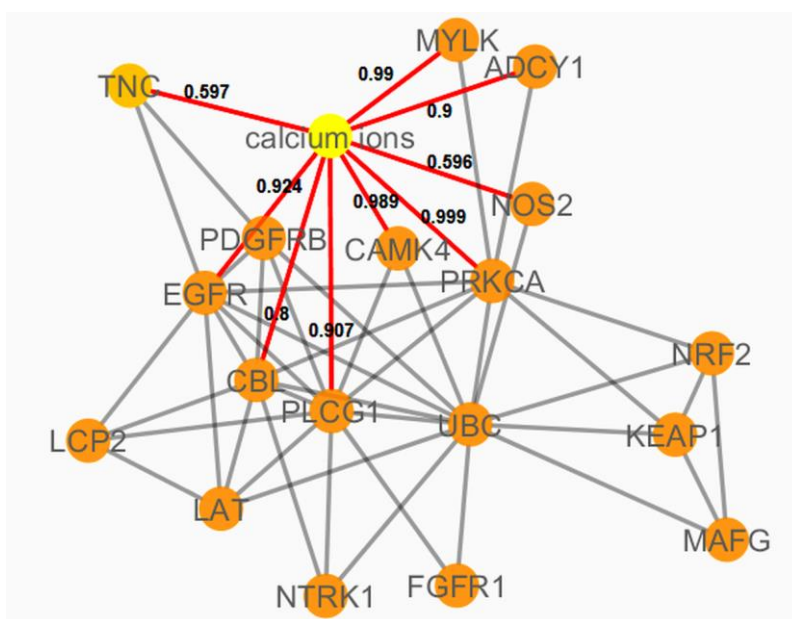 MYLK
ADCY1
TNC
0.99
0.597
0.9
calcium ions
0.596
0.924
0.989
0.999
NOS2
PDGFRB
CAMK4
PRKCA
EGFR
0.8
0.907
NRF2
CBL
PLCG1
UBC
KEAP1
LCP2
LAT
MAFG
NTRK1
FGFR1